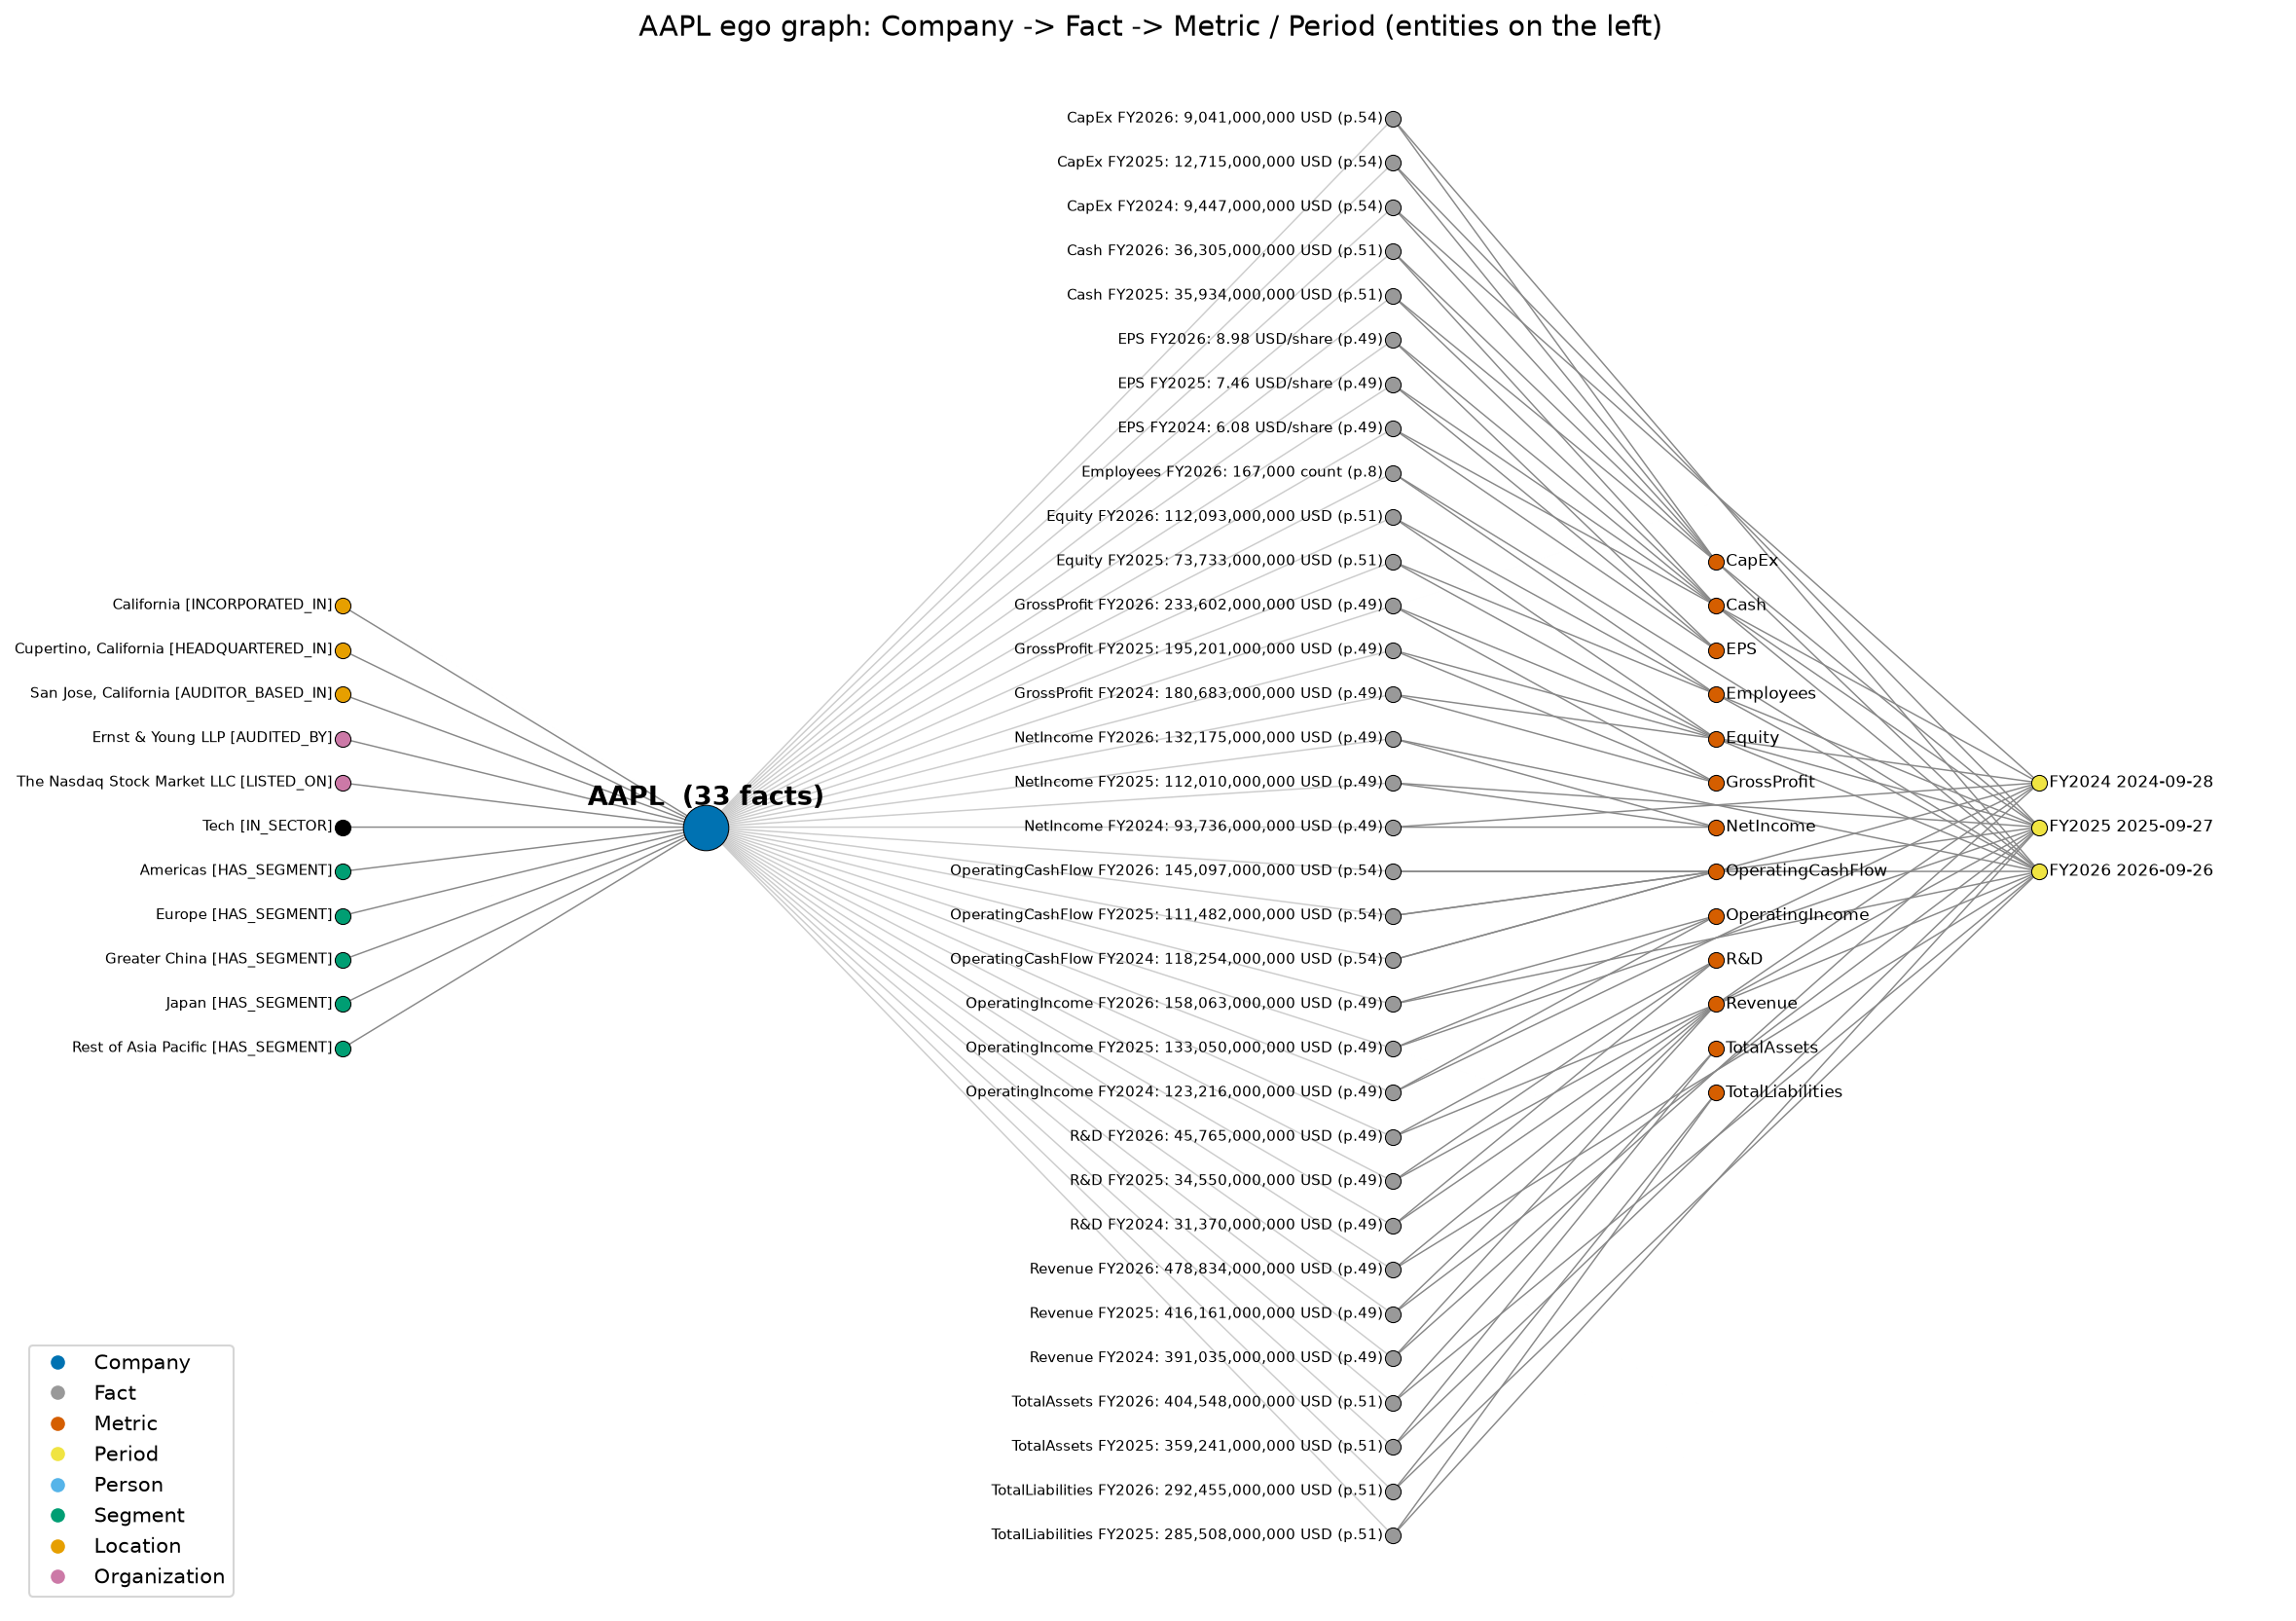 AAPL ego graph: Company -> Fact -> Metric / Period (entities on the left)
California [INCORPORATED_IN]
Cupertino, California [HEADQUARTERED_IN]
San Jose, California [AUDITOR_BASED_IN]
Ernst & Young LLP [AUDITED_BY]
The Nasdaq Stock Market LLC [LISTED_ON]
Tech [IN_SECTOR]
Americas [HAS_SEGMENT]
Europe [HAS_SEGMENT]
Greater China [HAS_SEGMENT]
Japan [HAS_SEGMENT]
Rest of Asia Pacific [HAS_SEGMENT]
AAPL (33 facts)
CapEx FY2026: 9,041,000,000 USD (p.54)
CapEx FY2025: 12,715,000,000 USD (p.54)
CapEx FY2024: 9,447,000,000 USD (p.54)
Cash FY2026: 36,305,000,000 USD (p.51)
Cash FY2025: 35,934,000,000 USD (p.51)
EPS FY2026: 8.98 USD/share (p.49)
EPS FY2025: 7.46 USD/share (p.49)
EPS FY2024: 6.08 USD/share (p.49)
Employees FY2026: 167,000 count (p.8)
Equity FY2026: 112,093,000,000 USD (p.51)
Equity FY2025: 73,733,000,000 USD (p.51)
GrossProfit FY2026: 233,602,000,000 USD (p.49)
GrossProfit FY2025: 195,201,000,000 USD (p.49)
GrossProfit FY2024: 180,683,000,000 USD (p.49)
NetIncome FY2026: 132,175,000,000 USD (p.49)
NetIncome FY2025: 112,010,000,000 USD (p.49)
NetIncome FY2024: 93,736,000,000 USD (p.49)
OperatingCashFlow FY2026: 145,097,000,000 USD (p.54)
OperatingCashFlow FY2025: 111,482,000,000 USD (p.54)
OperatingCashFlow FY2024: 118,254,000,000 USD (p.54)
OperatingIncome FY2026: 158,063,000,000 USD (p.49)
OperatingIncome FY2025: 133,050,000,000 USD (p.49)
OperatingIncome FY2024: 123,216,000,000 USD (p.49)
R&D FY2026: 45,765,000,000 USD (p.49)
R&D FY2025: 34,550,000,000 USD (p.49)
R&D FY2024: 31,370,000,000 USD (p.49)
Revenue FY2026: 478,834,000,000 USD (p.49)
Revenue FY2025: 416,161,000,000 USD (p.49)
Revenue FY2024: 391,035,000,000 USD (p.49)
TotalAssets FY2026: 404,548,000,000 USD (p.51)
TotalAssets FY2025: 359,241,000,000 USD (p.51)
TotalLiabilities FY2026: 292,455,000,000 USD (p.51)
TotalLiabilities FY2025: 285,508,000,000 USD (p.51)
CapEx
Cash
EPS
Employees
Equity
GrossProfit
NetIncome
OperatingCashFlow
OperatingIncome
R&D
Revenue
TotalAssets
TotalLiabilities
FY2024 2024-09-28
FY2025 2025-09-27
FY2026 2026-09-26
Company
Fact
Metric
Period
Person
Segment
Location
Organization